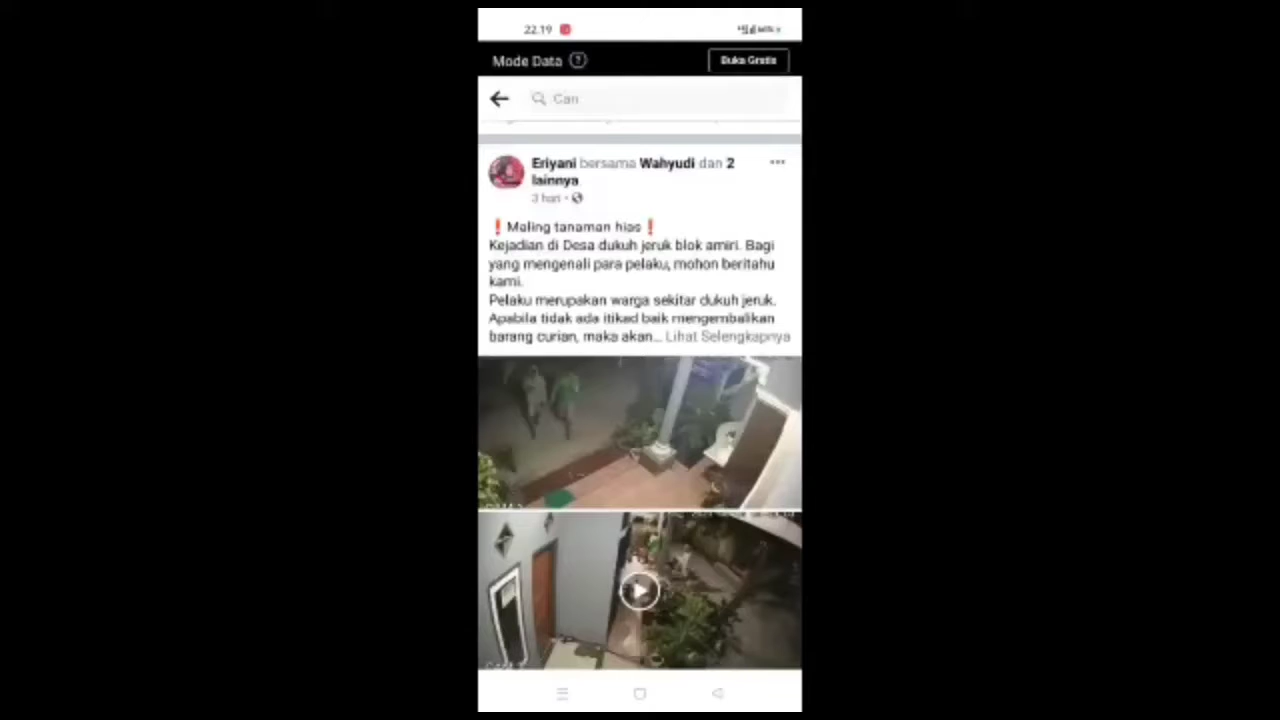 22.19
Mode Data ?
Buka Gratis
Cari
Eriyani bersama Wahyudi dan 2
lainnya
3 hari
❗Maling tanaman hias❗
Kejadian di Desa dukuh jeruk blok amiri. Bagi
yang mengenali para pelaku, mohon beritahu
kami.
Pelaku merupakan warga sekitar dukuh jeruk.
Apabila tidak ada itikad baik mengembalikan
barang curian, maka akan... Lihat Selengkapnya